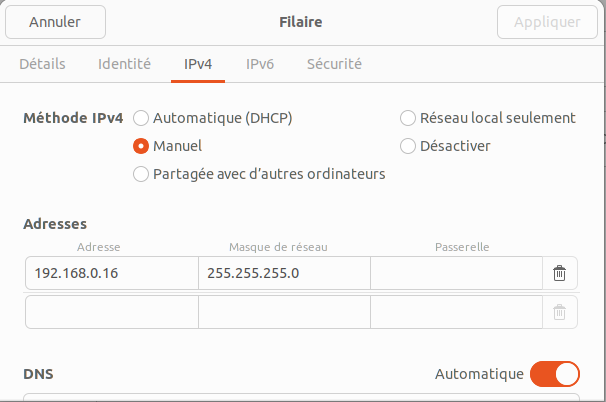 Annuler Filaire Appliquer
Détails Identité IPv4 IPv6 Sécurité
Méthode IPv4 Automatique (DHCP) Réseau local seulement
Manuel Désactiver
Partagée avec d’autres ordinateurs
Adresses
Adresse Masque de réseau Passerelle
192.168.0.16 255.255.255.0
DNS Automatique